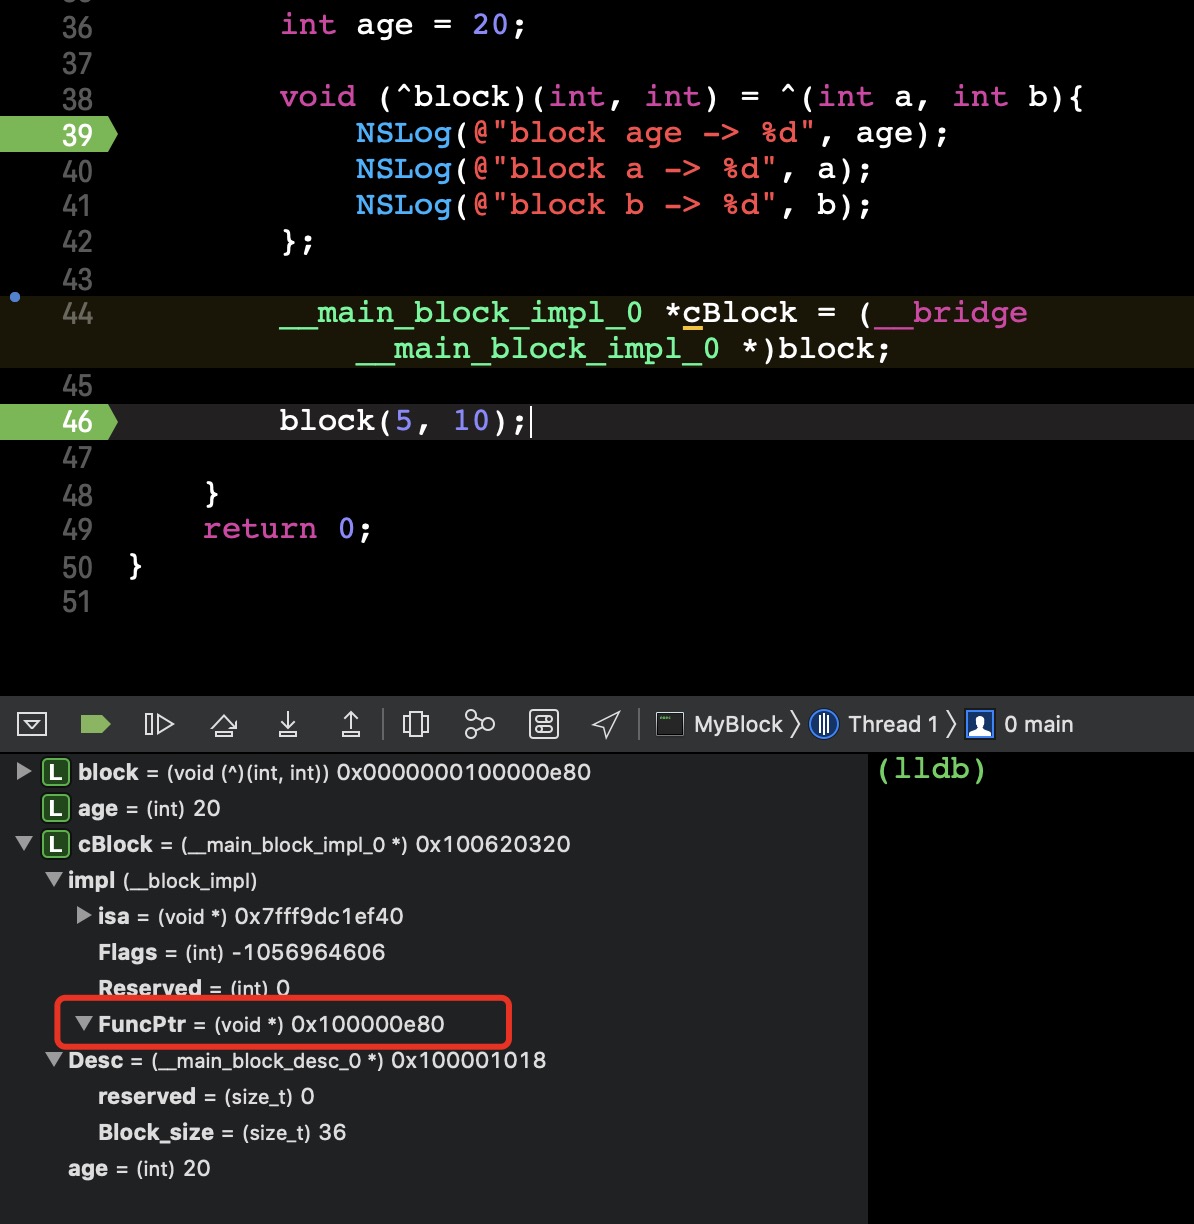 36 int age = 20;
37
38 void (^block)(int, int) = ^(int a, int b){
39 NSLog(@"block age -> %d", age);
40 NSLog(@"block a -> %d", a);
41 NSLog(@"block b -> %d", b);
42 };
43
44 __main_block_impl_0 *cBlock = (__bridge
__main_block_impl_0 *)block;
45
46 block(5, 10);
47
48 }
49 return 0;
50 }
51
MyBlock 〉 Thread 1 〉 0 main
L block = (void (^)(int, int)) 0x0000000100000e80
(lldb)
L age = (int) 20
L cBlock = (__main_block_impl_0 *) 0x100620320
impl (__block_impl)
isa = (void *) 0x7fff9dc1ef40
Flags = (int) -1056964606
Reserved = (int) 0
FuncPtr = (void *) 0x100000e80
Desc = (__main_block_desc_0 *) 0x100001018
reserved = (size_t) 0
Block_size = (size_t) 36
age = (int) 20